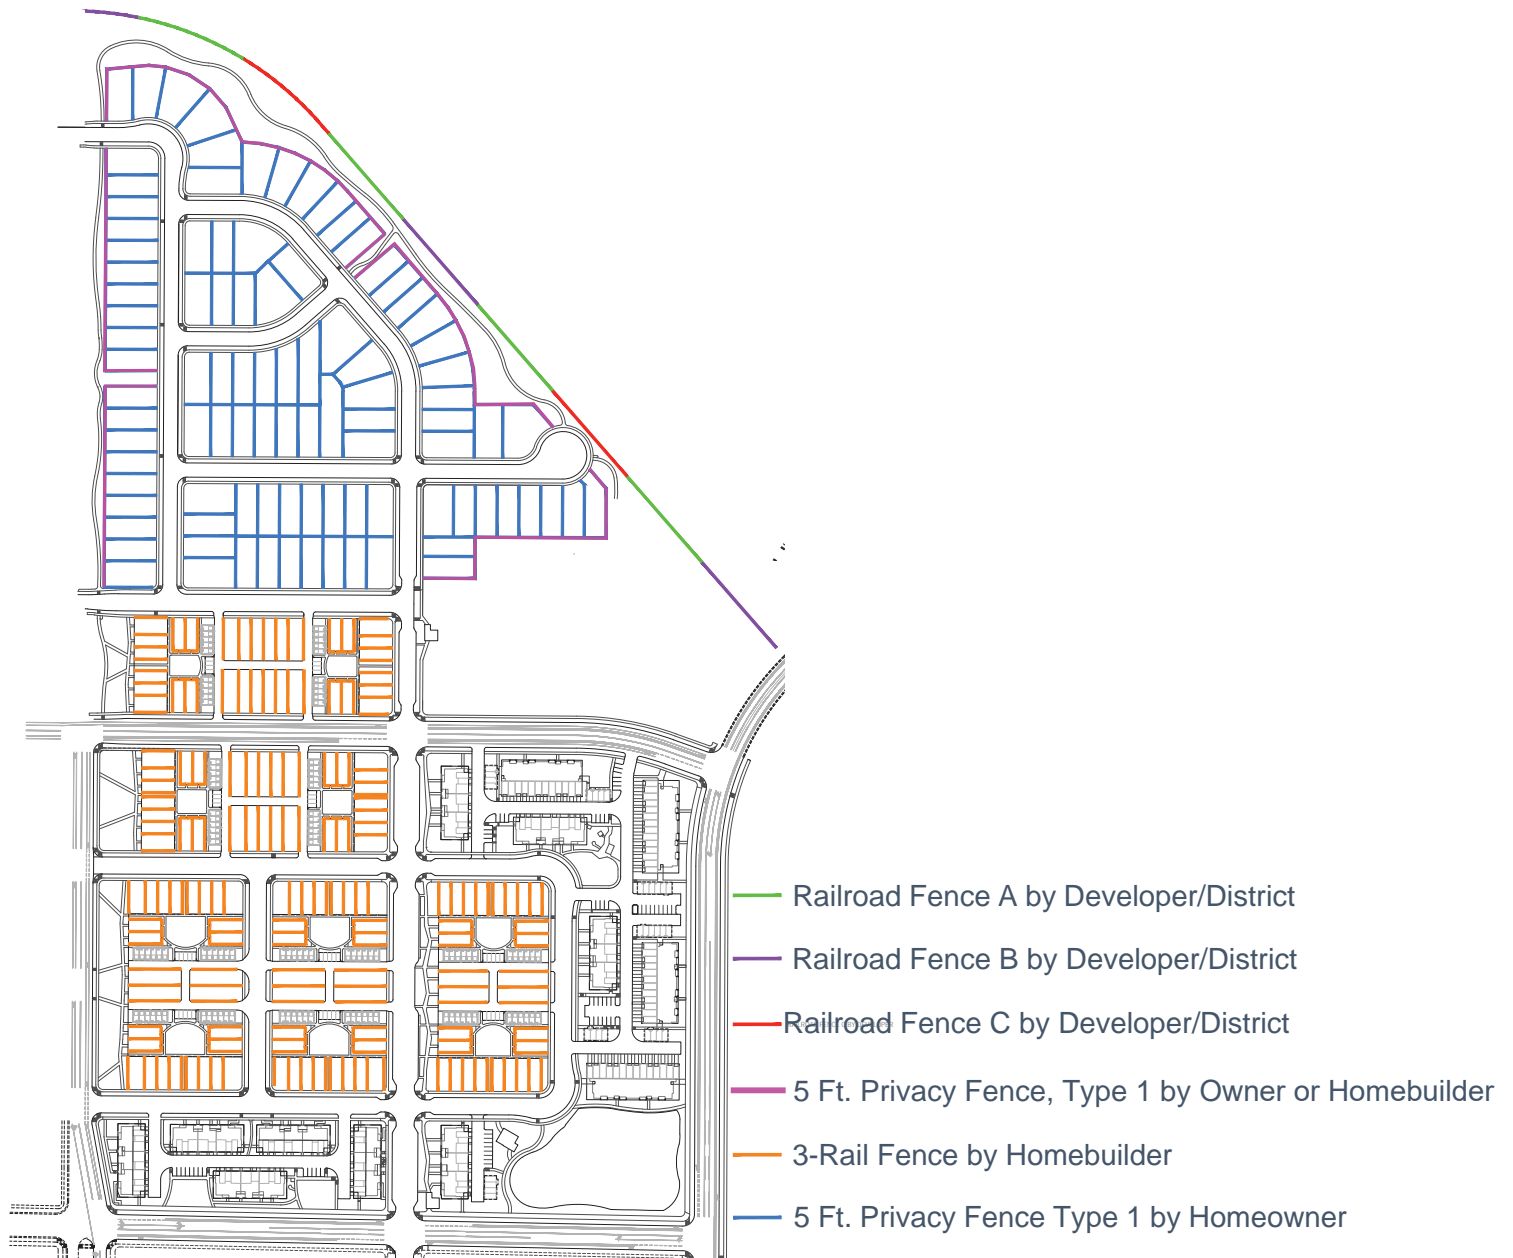 Railroad Fence A by Developer/District
Railroad Fence B by Developer/District
Railroad Fence C by Developer/District
5 Ft. Privacy Fence, Type 1 by Owner or Homebuilder
3-Rail Fence by Homebuilder
5 Ft. Privacy Fence Type 1 by Homeowner